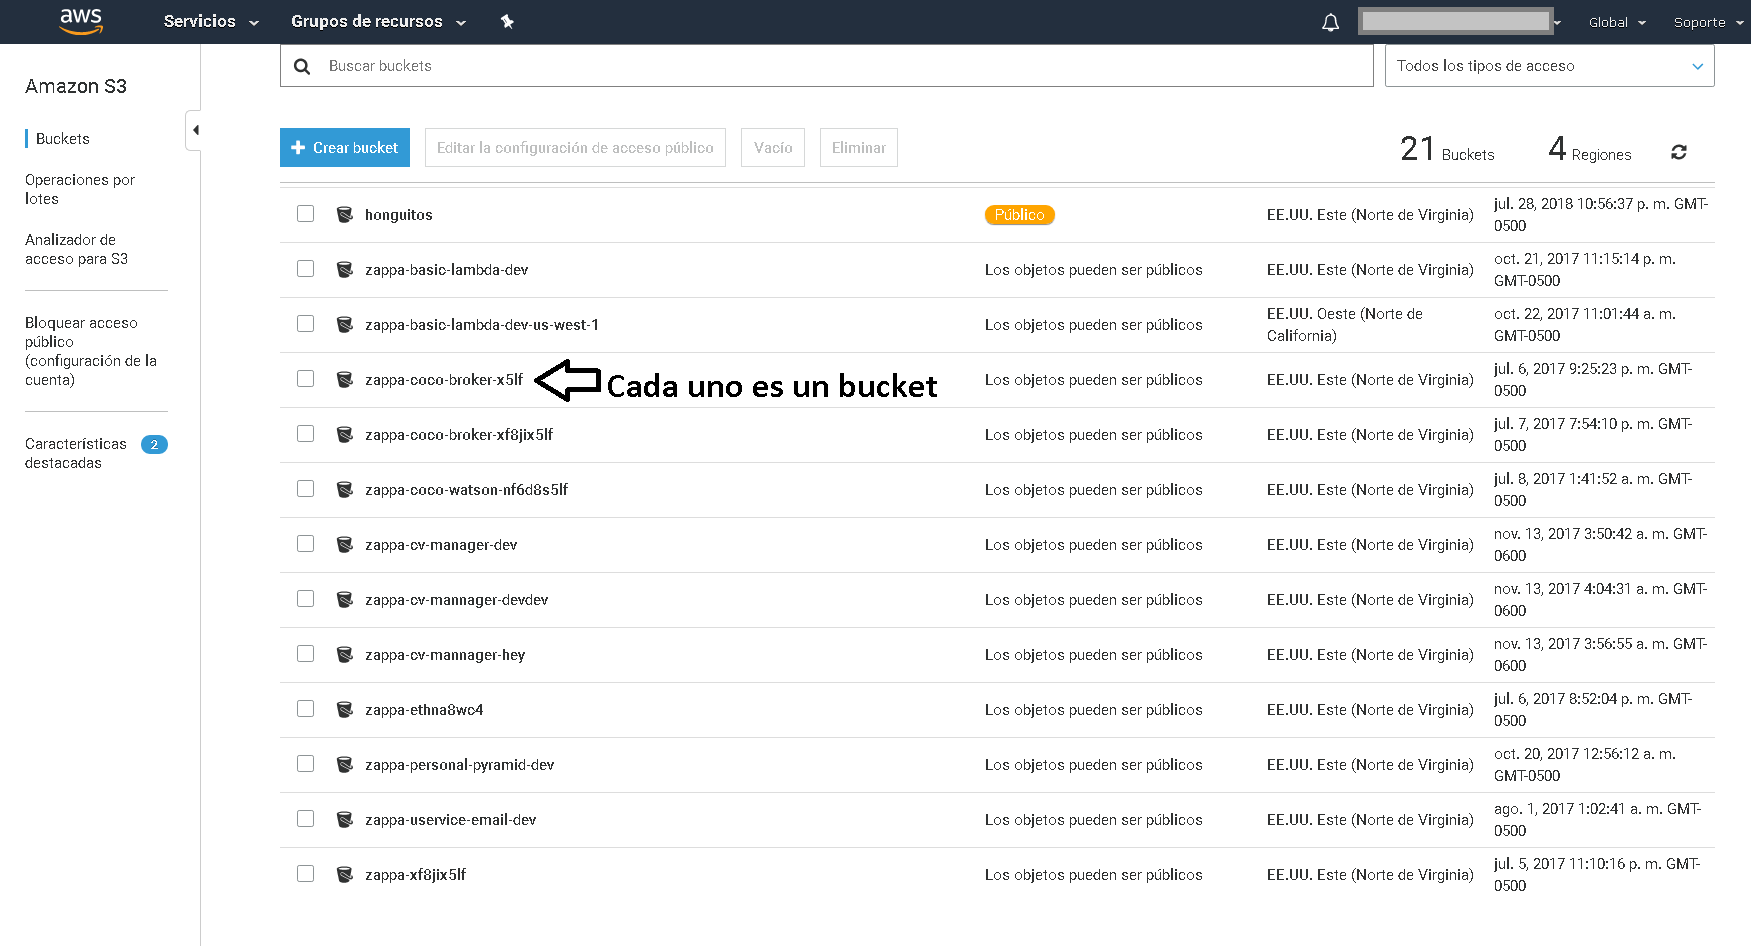 aws Servicios Grupos de recursos Global Soporte
Buscar buckets Todos los tipos de acceso
Amazon S3
Buckets
Operaciones por
lotes
Analizador de
acceso para S3
Bloquear acceso
público
(configuración de la
cuenta)
Características 2
destacadas
Crear bucket Editar la configuración de acceso público Vacío Eliminar 21 Buckets 4 Regiones
honguitos Público EE.UU. Este (Norte de Virginia) jul. 28, 2018 10:56:37 p. m. GMT-
0500
zappa-basic-lambda-dev Los objetos pueden ser públicos EE.UU. Este (Norte de Virginia) oct. 21, 2017 11:15:14 p. m.
GMT-0500
zappa-basic-lambda-dev-us-west-1 Los objetos pueden ser públicos EE.UU. Oeste (Norte de oct. 22, 2017 11:01:44 a. m.
California) GMT-0500
zappa-coco-broker-x5lf Cada uno es un bucket Los objetos pueden ser públicos EE.UU. Este (Norte de Virginia) jul. 6, 2017 9:25:23 p. m. GMT-
0500
zappa-coco-broker-xf8jix5lf Los objetos pueden ser públicos EE.UU. Este (Norte de Virginia) jul. 7, 2017 7:54:10 p. m. GMT-
0500
zappa-coco-watson-nf6d8s5lf Los objetos pueden ser públicos EE.UU. Este (Norte de Virginia) jul. 8, 2017 1:41:52 a. m. GMT-
0500
zappa-cv-manager-dev Los objetos pueden ser públicos EE.UU. Este (Norte de Virginia) nov. 13, 2017 3:50:42 a. m. GMT-
0600
zappa-cv-mannager-devdev Los objetos pueden ser públicos EE.UU. Este (Norte de Virginia) nov. 13, 2017 4:04:31 a. m. GMT-
0600
zappa-cv-mannager-hey Los objetos pueden ser públicos EE.UU. Este (Norte de Virginia) nov. 13, 2017 3:56:55 a. m. GMT-
0600
zappa-ethna8wc4 Los objetos pueden ser públicos EE.UU. Este (Norte de Virginia) jul. 6, 2017 8:52:04 p. m. GMT-
0500
zappa-personal-pyramid-dev Los objetos pueden ser públicos EE.UU. Este (Norte de Virginia) oct. 20, 2017 12:56:12 a. m.
GMT-0500
zappa-uservice-email-dev Los objetos pueden ser públicos EE.UU. Este (Norte de Virginia) ago. 1, 2017 1:02:41 a. m. GMT-
0500
zappa-xf8jix5lf Los objetos pueden ser públicos EE.UU. Este (Norte de Virginia) jul. 5, 2017 11:10:16 p. m. GMT-
0500